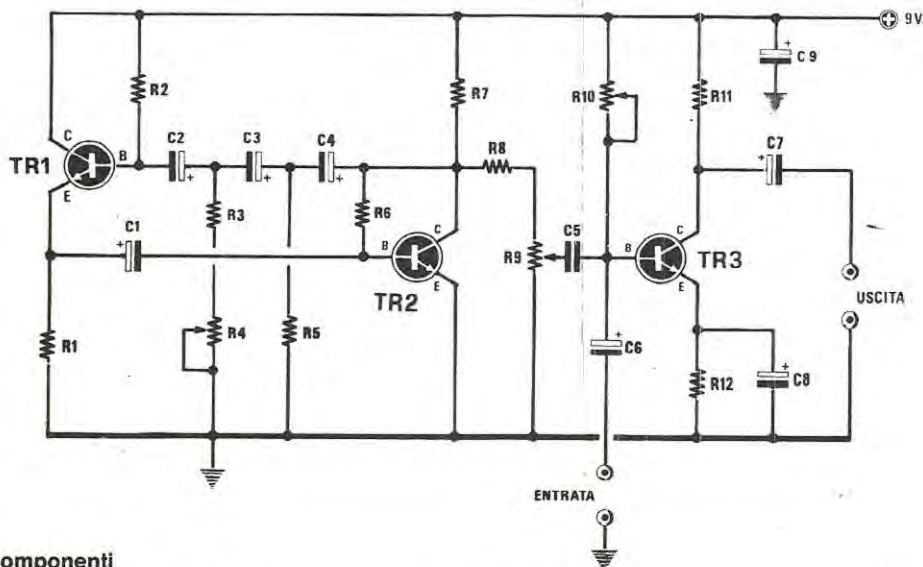 9V.
C 9
R2
R7
R10
R11
C
TR1
B
E
C2
C3
C4
R8
C7
R3
R6
C1
B
C
E
TR2
R9
C5
B
C
E
TR3
USCITA
R1
R4
R5
C6
R12
C8
ENTRATA
omponenti